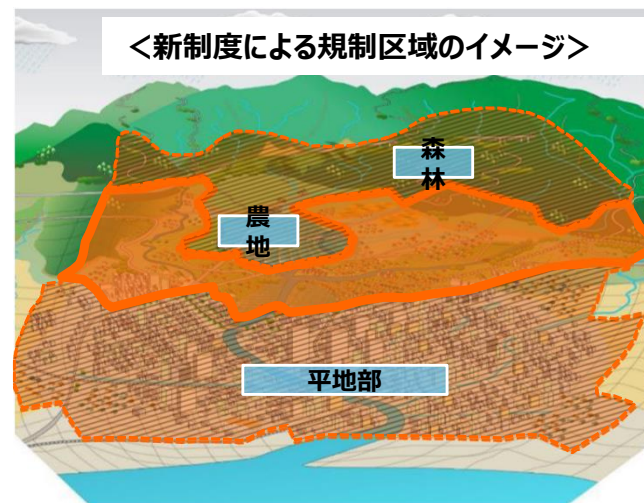 <新制度による規制区域のイメージ>
森
林
農
地
平地部